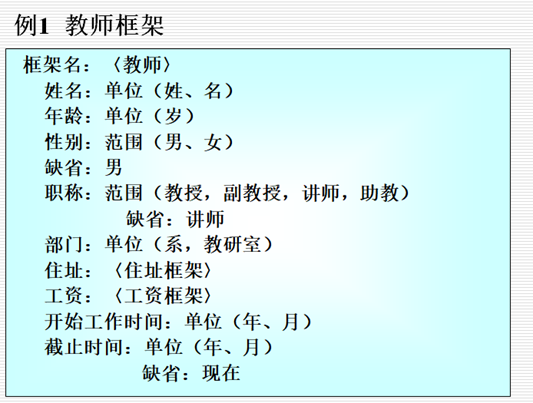 例1 教师框架
框架名：〈教师〉
姓名：单位（姓、名）
年龄：单位（岁）
性别：范围（男、女）
缺省：男
职称：范围（教授，副教授，讲师，助教）
缺省：讲师
部门：单位（系，教研室）
住址：〈住址框架〉
工资：〈工资框架〉
开始工作时间：单位（年、月）
截止时间：单位（年、月）
缺省：现在